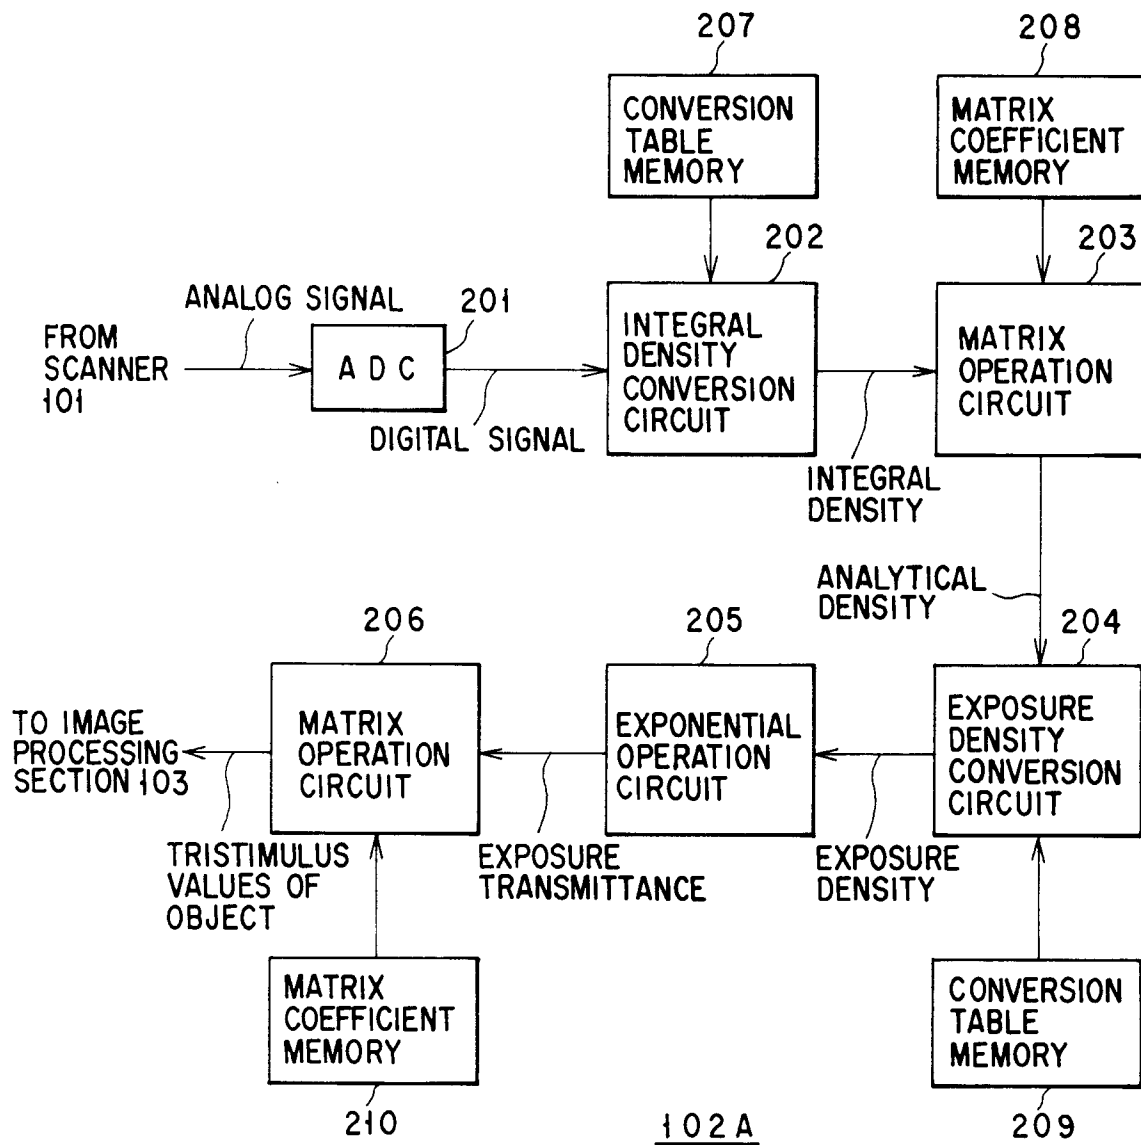 207
208
CONVERSION
TABLE
MEMORY
MATRIX
COEFFICIENT
MEMORY
202
203
ANALOG SIGNAL
201
FROM
SCANNER
101
ADC
DIGITAL SIGNAL
INTEGRAL
DENSITY
CONVERSION
CIRCUIT
MATRIX
OPERATION
CIRCUIT
INTEGRAL
DENSITY
ANALYTICAL
DENSITY
206
205
204
TO IMAGE
PROCESSING
SECTION 103
MATRIX
OPERATION
CIRCUIT
EXPONENTIAL
OPERATION
CIRCUIT
EXPOSURE
DENSITY
CONVERSION
CIRCUIT
TRISTIMULUS
VALUES OF
OBJECT
EXPOSURE
TRANSMITTANCE
EXPOSURE
DENSITY
MATRIX
COEFFICIENT
MEMORY
CONVERSION
TABLE
MEMORY
210
102A
209